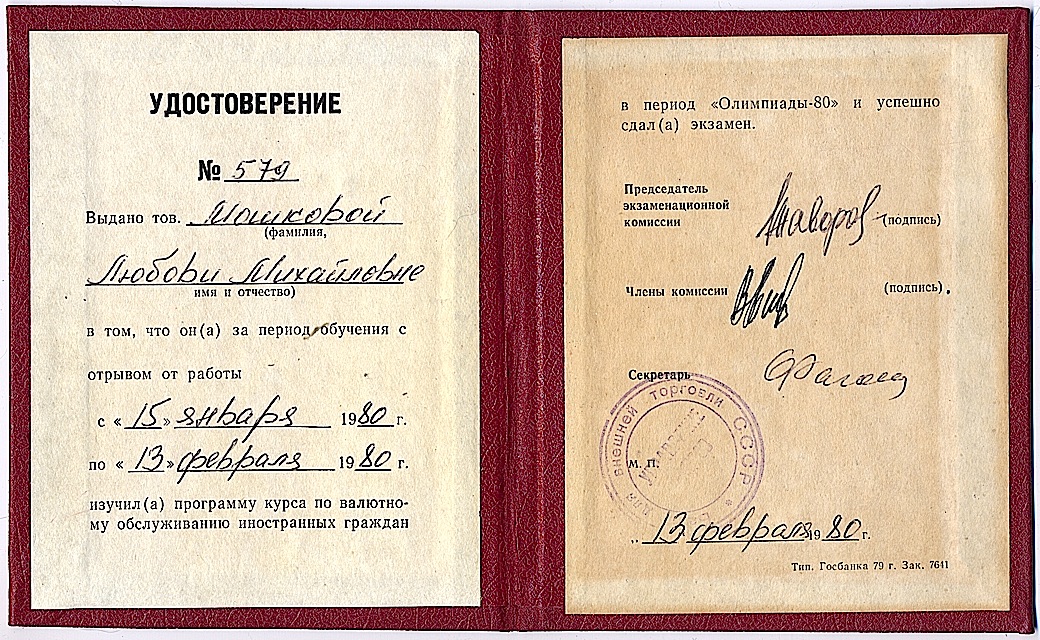 УДОСТОВЕРЕНИЕ
№ 579
Выдано тов. Мошковой
(фамилия,
Любови Михайловне
имя и отчество)
в том, что он(а) за период обучения с
отрывом от работы
с «15» января 1980 г.
по «13» февраля 1980 г.
изучил(а) программу курса по валютно-
му обслуживанию иностранных граждан
в период «Олимпиады-80» и успешно
сдал(а) экзамен.
Председатель
экзаменационной
комиссии
(подпись)
Члены комиссии
(подпись).
Секретарь
внешней торговли СССР
М. П.
„ 13 февраля 1980 г.
Тип. Госбанка 79 г. Зак. 7641